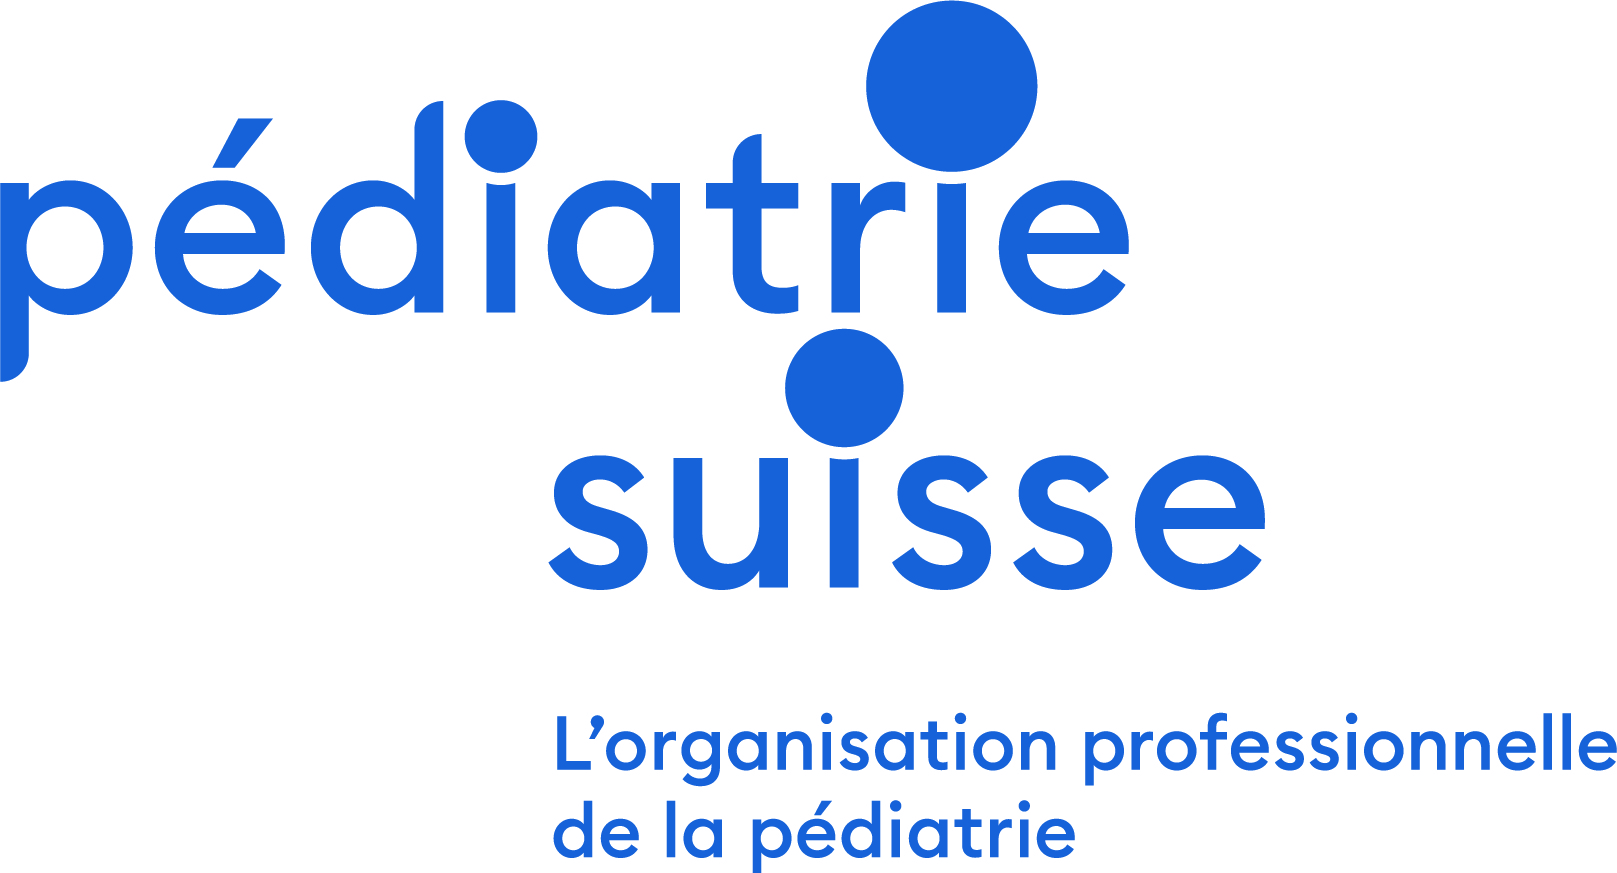 pédiatrie
suisse
L’organisation professionnelle
de la pédiatrie